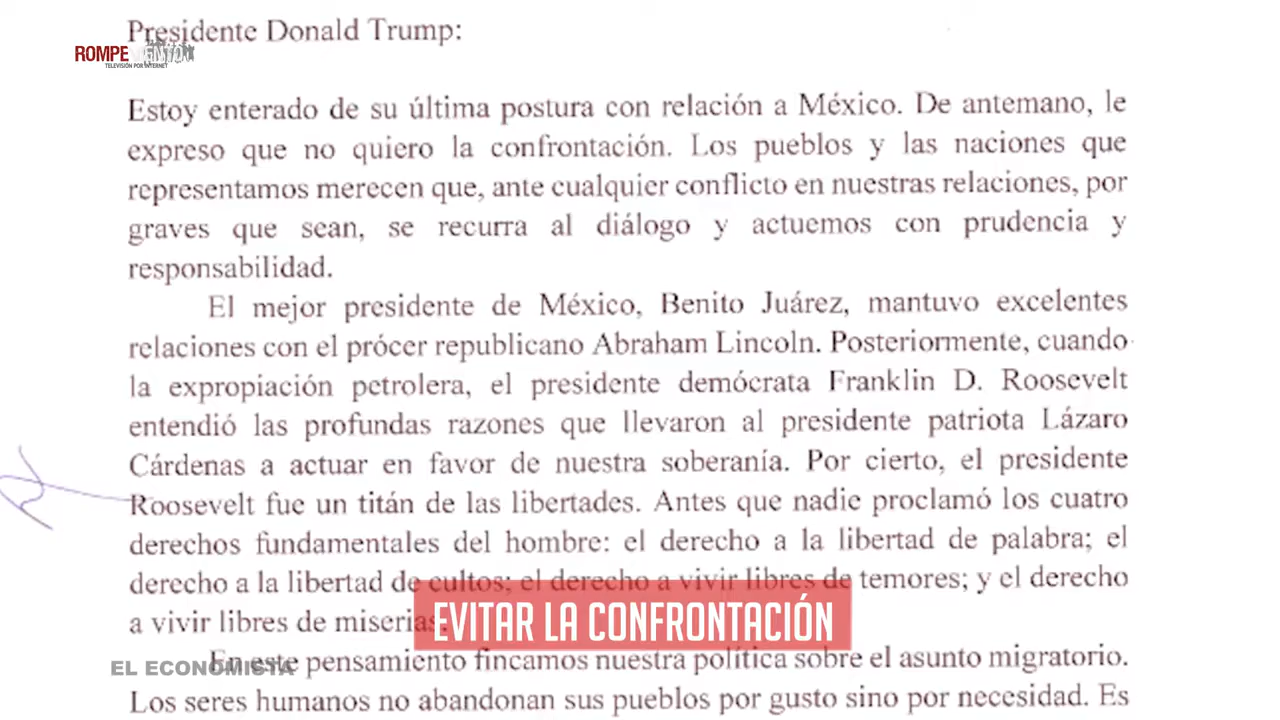 Presidente Donald Trump:
ROMPEVIENTO
TELEVISIÓN POR INTERNET
Estoy enterado de su última postura con relación a México. De antemano, le
expreso que no quiero la confrontación. Los pueblos y las naciones que
representamos merecen que, ante cualquier conflicto en nuestras relaciones, por
graves que sean, se recurra al diálogo y actuemos con prudencia y
responsabilidad.
El mejor presidente de México, Benito Juárez, mantuvo excelentes
relaciones con el prócer republicano Abraham Lincoln. Posteriormente, cuando
la expropiación petrolera, el presidente demócrata Franklin D. Roosevelt
entendió las profundas razones que llevaron al presidente patriota Lázaro
Cárdenas a actuar en favor de nuestra soberanía. Por cierto, el presidente
Roosevelt fue un titán de las libertades. Antes que nadie proclamó los cuatro
derechos fundamentales del hombre: el derecho a la libertad de palabra; el
derecho a la libertad de cultos; el derecho a vivir libres de temores; y el derecho
a vivir libres de miserias.
EVITAR LA CONFRONTACIÓN
EL ECONOMISTA
En este pensamiento fincamos nuestra política sobre el asunto migratorio.
Los seres humanos no abandonan sus pueblos por gusto sino por necesidad. Es